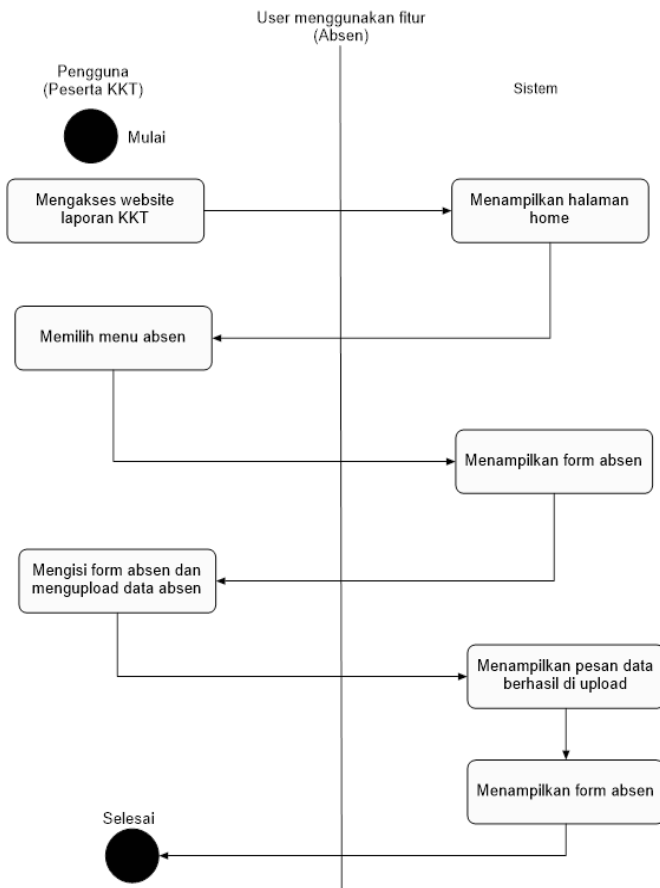 User menggunakan fitur
(Absen)
Pengguna
(Peserta KKT)
Sistem
Mulai
Mengakses website
laporan KKT
Menampilkan halaman
home
Memilih menu absen
Menampilkan form absen
Mengisi form absen dan
mengupload data absen
Menampilkan pesan data
berhasil di upload
Menampilkan form absen
Selesai